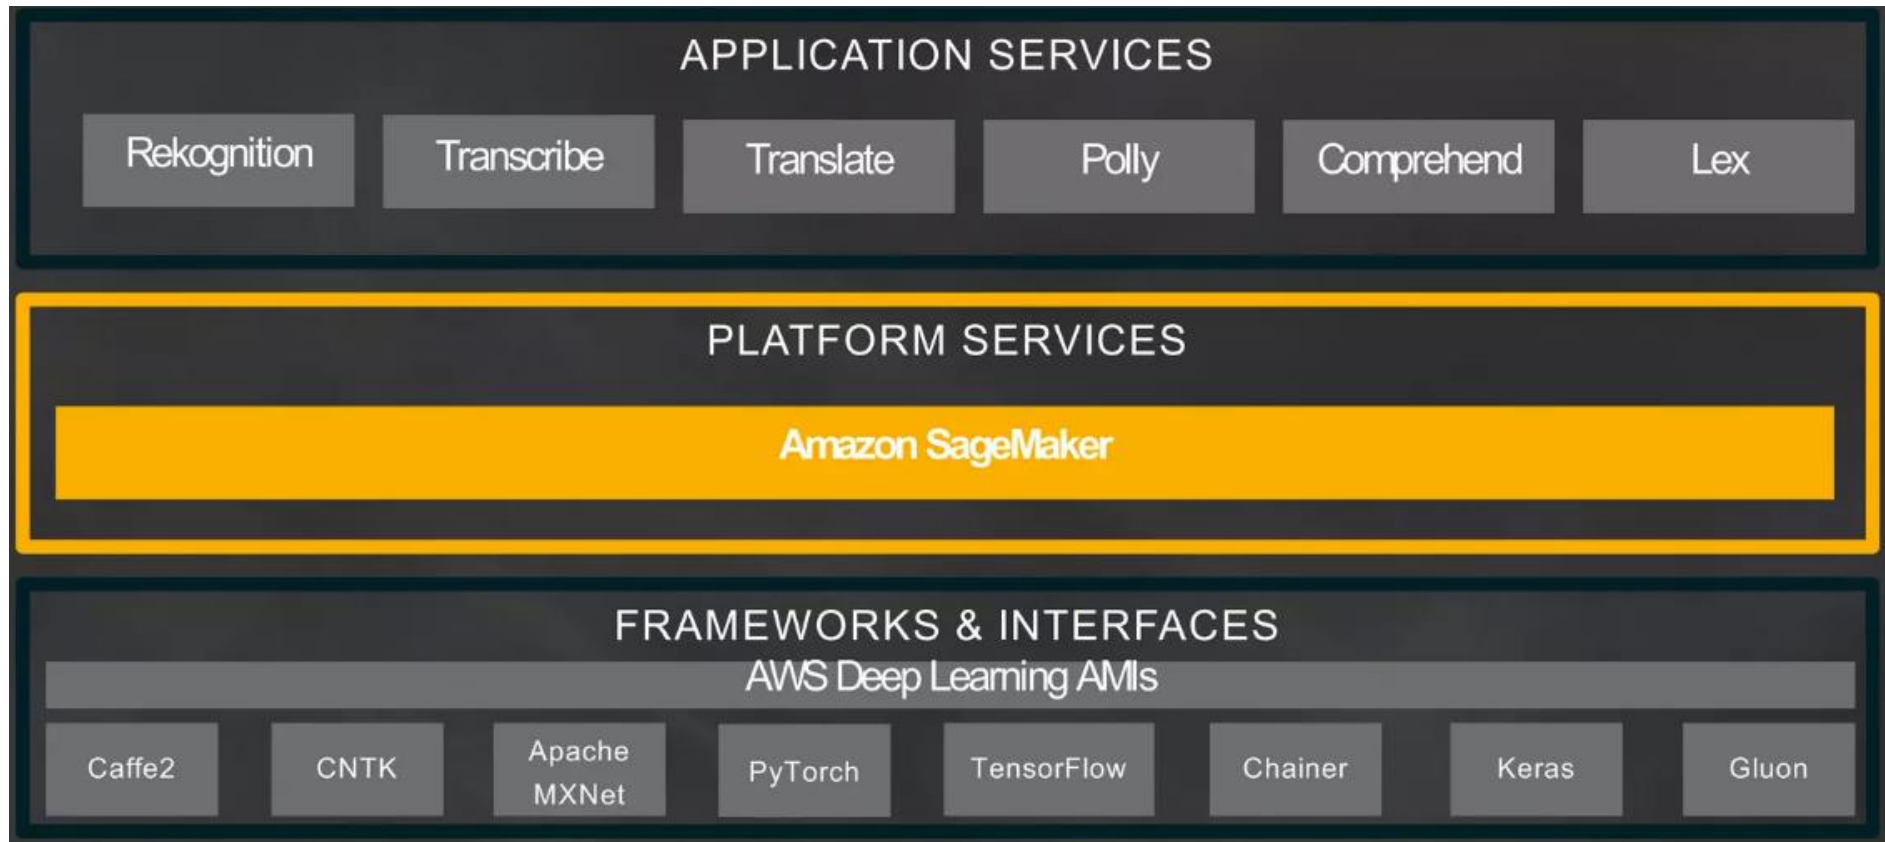 APPLICATION SERVICES
Rekognition
Transcribe
Translate
Polly
Comprehend
Lex
PLATFORM SERVICES
Amazon SageMaker
FRAMEWORKS & INTERFACES
AWS Deep Learning AMIs
Caffe2
CNTK
Apache
MXNet
PyTorch
TensorFlow
Chainer
Keras
Gluon